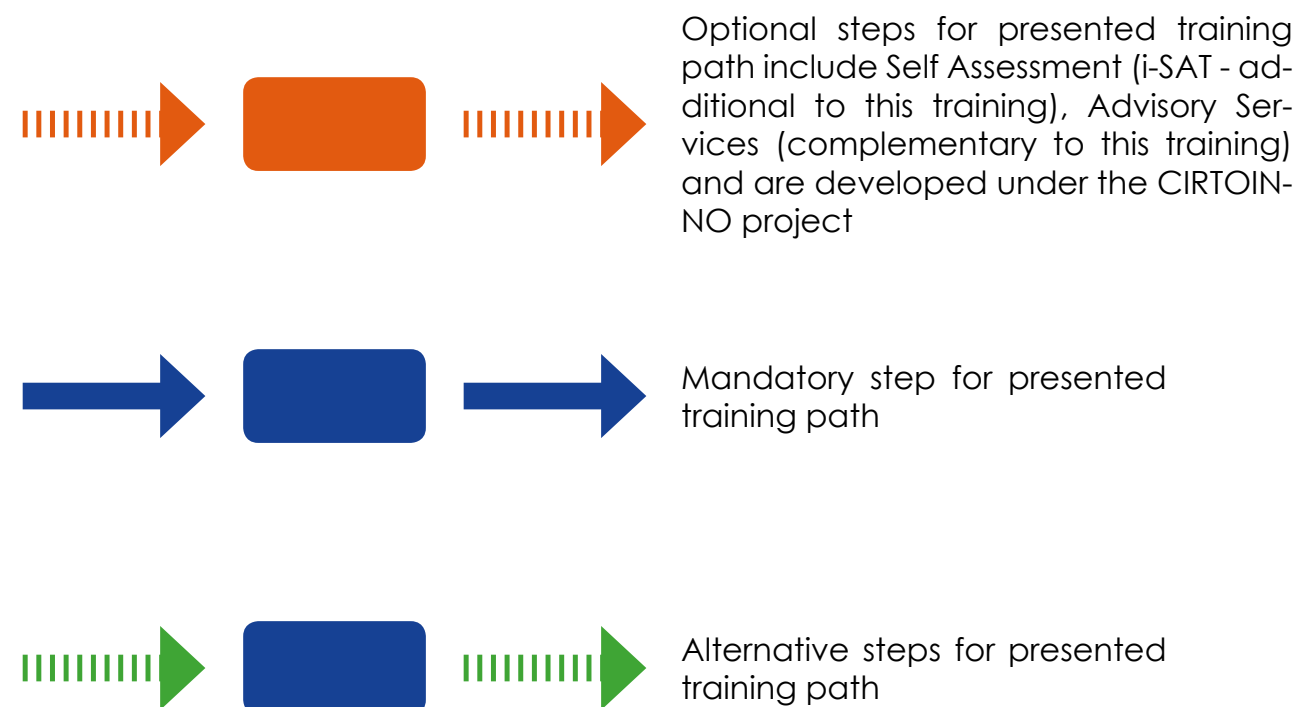 Optional steps for presented training
path include Self Assessment (i-SAT - ad-
ditional to this training), Advisory Ser-
vices (complementary to this training)
and are developed under the CIRTOIN-
NO project
Mandatory step for presented
training path
Alternative steps for presented
training path